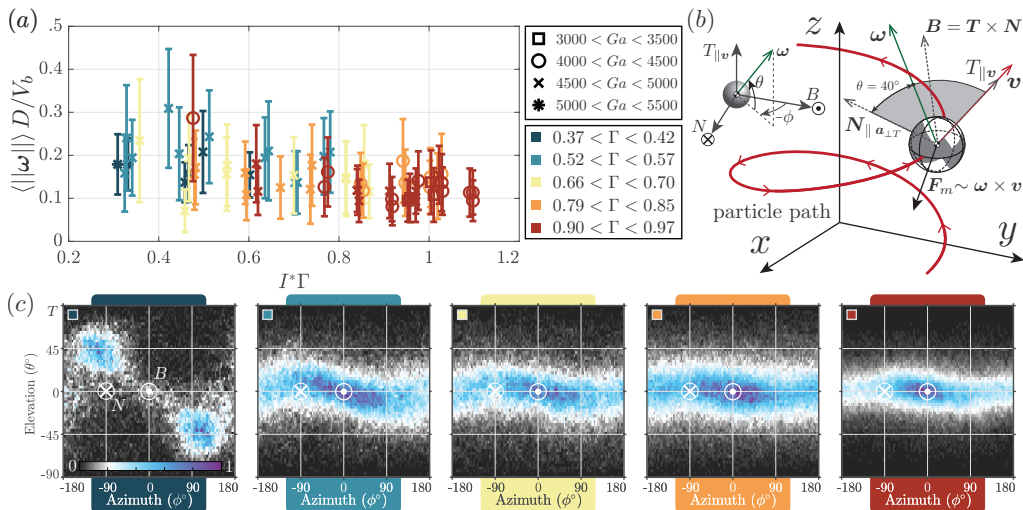 (a)
.5
0.4
0.3
0.2
0.1
0
⟨||ω||⟩ D/V_b
0.2
0.4
0.6
0.8
1
1.2
I*Γ
3000 < Ga < 3500
4000 < Ga < 4500
4500 < Ga < 5000
5000 < Ga < 5500
0.37 < Γ < 0.42
0.52 < Γ < 0.57
0.66 < Γ < 0.70
0.79 < Γ < 0.85
0.90 < Γ < 0.97
(b)
z
ω
B = T × N
T∥v
ω
θ
B
-φ
N
θ = 40°
T∥v
v
N∥ a⊥T
F_m ~ ω × v
particle path
x
y
(c)
Elevation (θ°)
T
45
0
-45
-90
N
B
0
1
-180
-90
0
90
180
Azimuth (φ°)
-180
-90
0
90
180
Azimuth (φ°)
-180
-90
0
90
180
Azimuth (φ°)
-180
-90
0
90
180
Azimuth (φ°)
-180
-90
0
90
180
Azimuth (φ°)